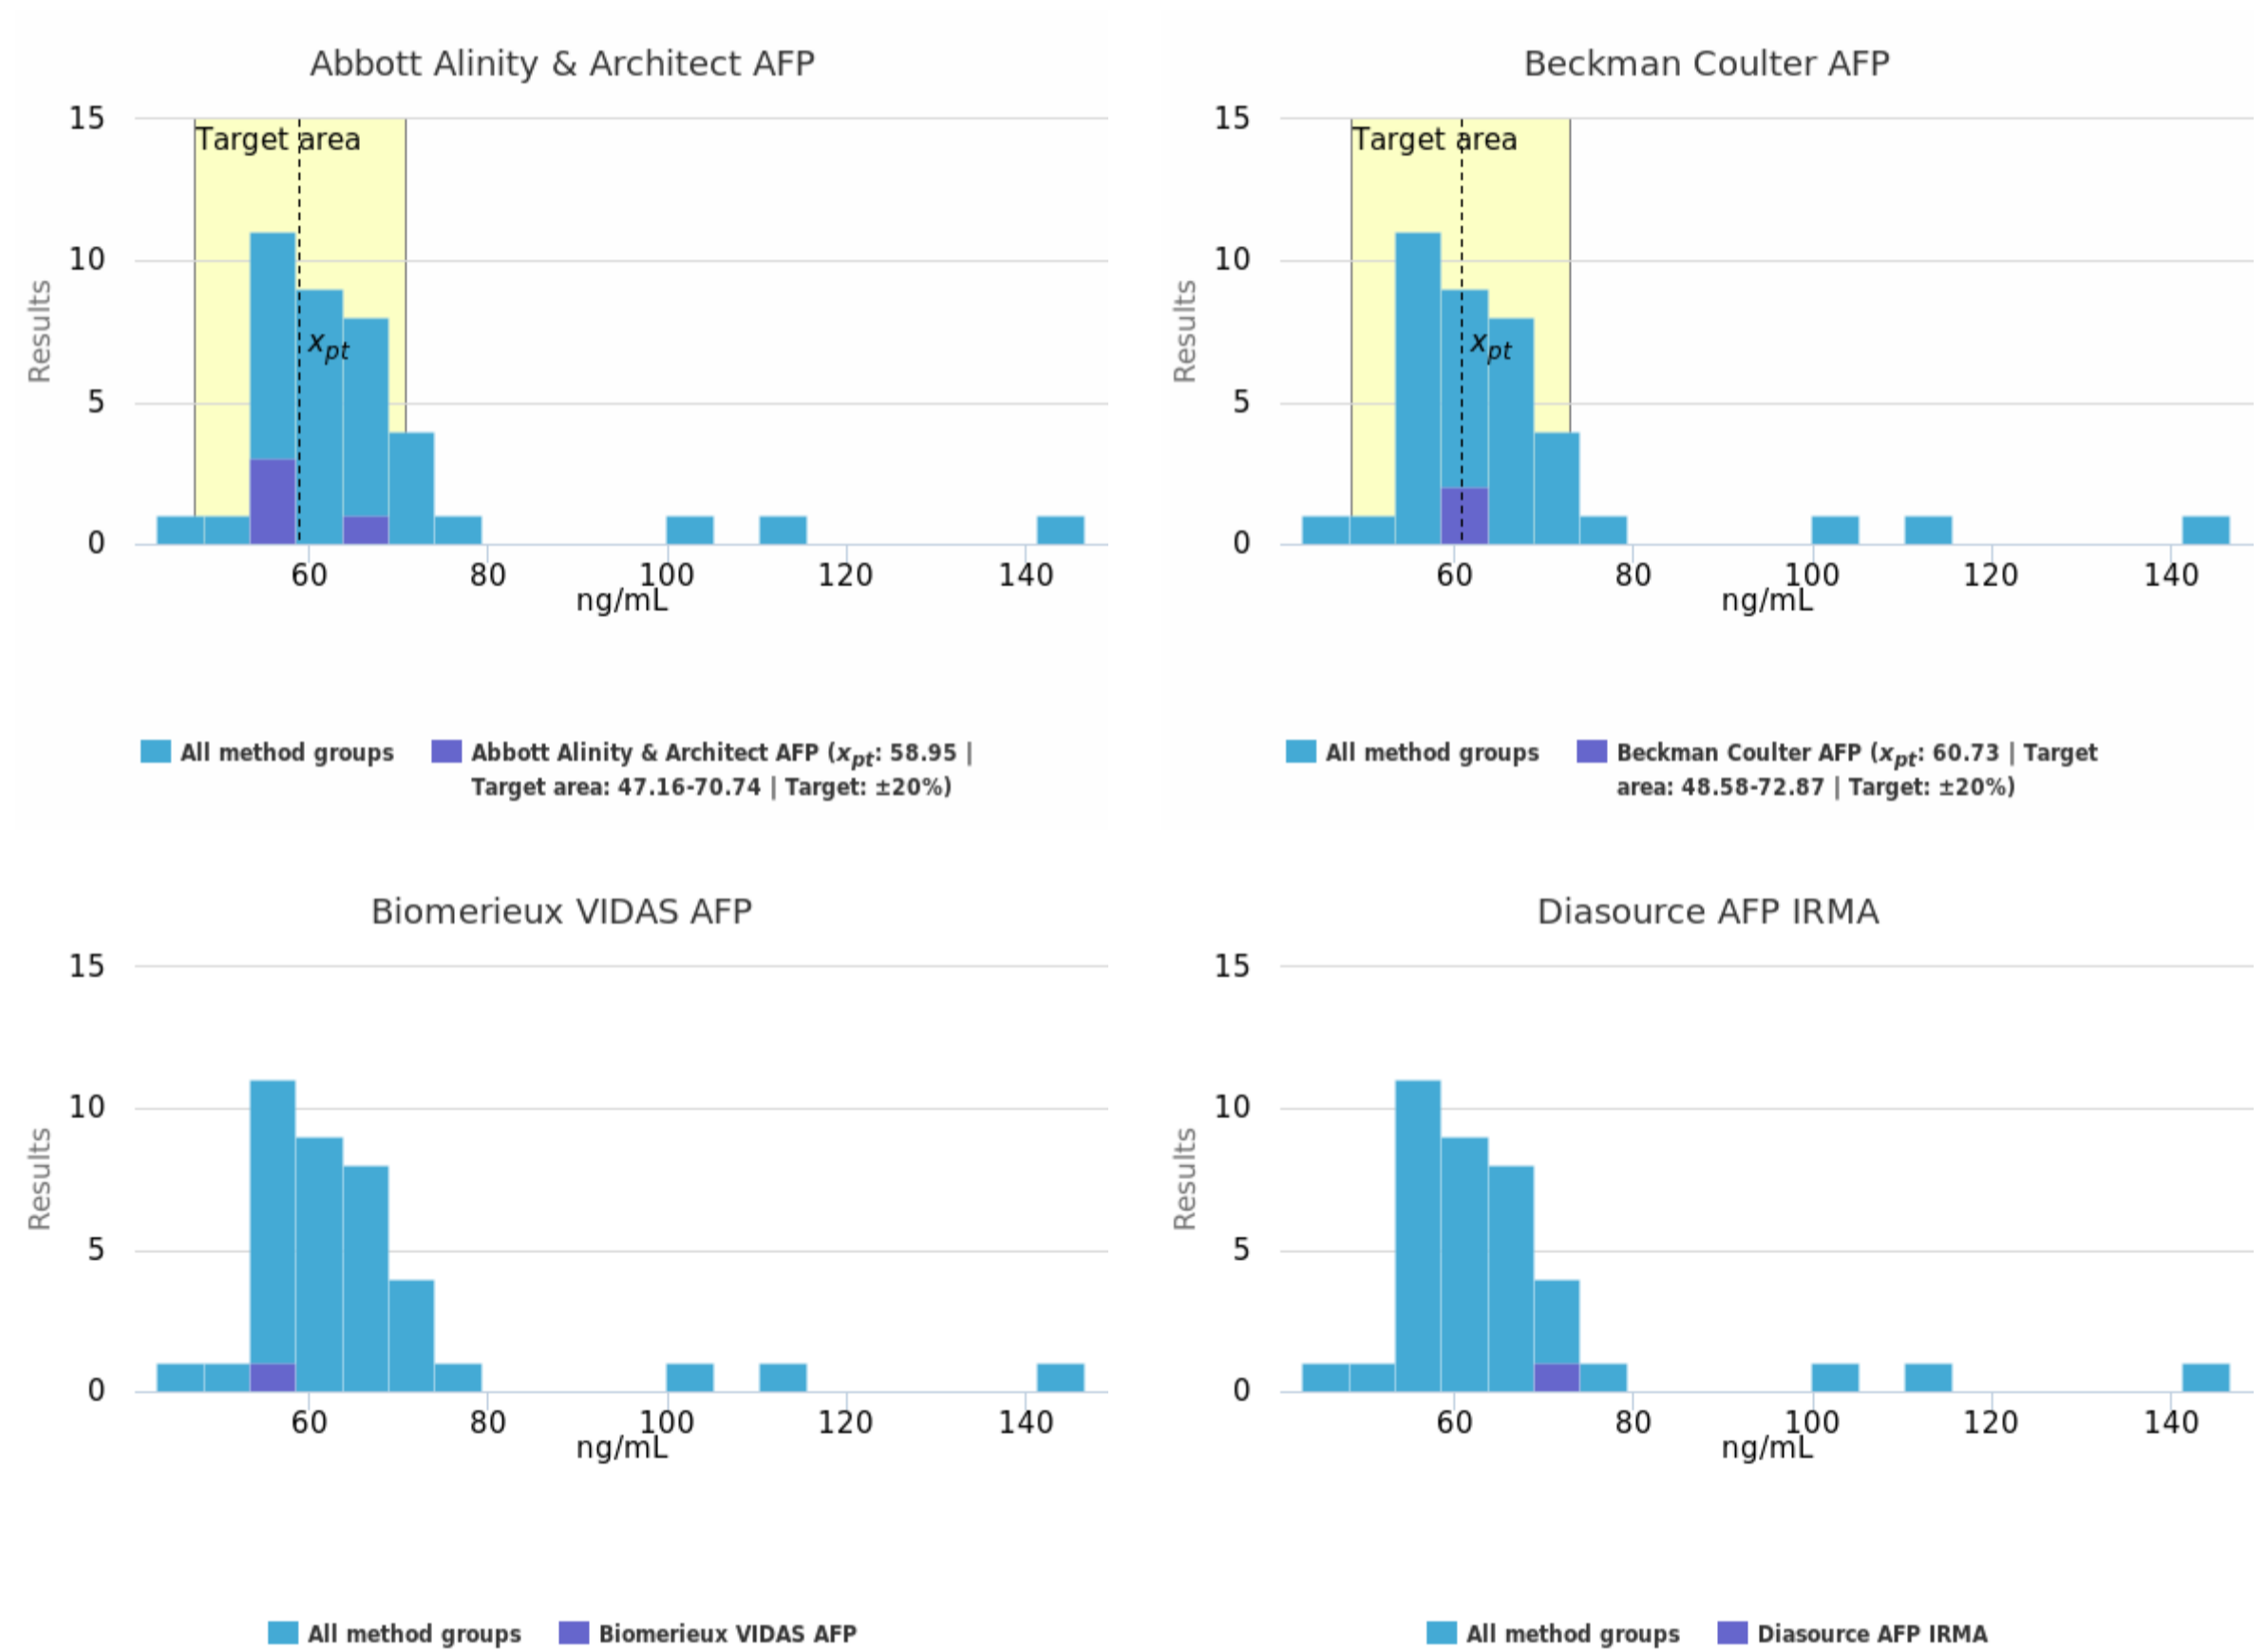 Abbott Alinity & Architect AFP
15
Target area
10
xpt
Results
5
0
60 80 100 120 140
ng/mL
All method groups
Abbott Alinity & Architect AFP (xpt: 58.95 |
Target area: 47.16-70.74 | Target: ±20%)
Beckman Coulter AFP
15
Target area
10
xpt
Results
5
0
60 80 100 120 140
ng/mL
All method groups
Beckman Coulter AFP (xpt: 60.73 | Target
area: 48.58-72.87 | Target: ±20%)
Biomerieux VIDAS AFP
15
10
Results
5
0
60 80 100 120 140
ng/mL
All method groups
Biomerieux VIDAS AFP
Diasource AFP IRMA
15
10
Results
5
0
60 80 100 120 140
ng/mL
All method groups
Diasource AFP IRMA